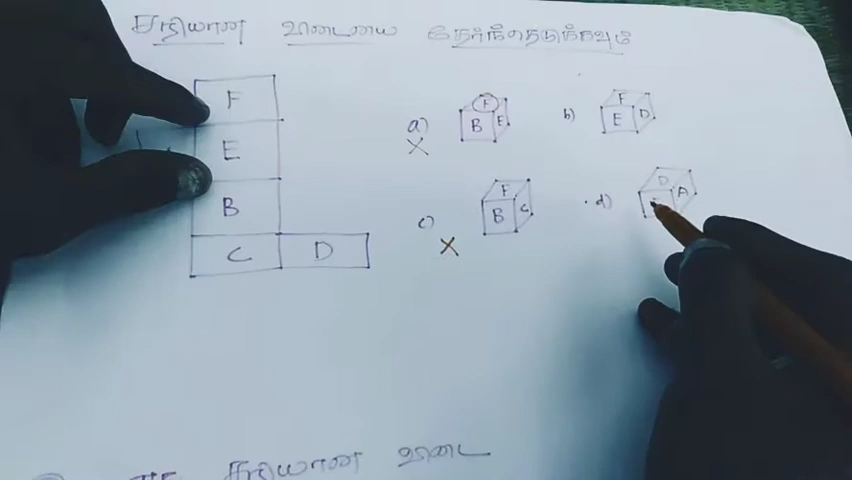 சரியான விடையை தேர்ந்தெடுக்கவும்
F
E
B
C D
a) F B E
b) F E D
c) F B C
d) D A
சரியான விடை